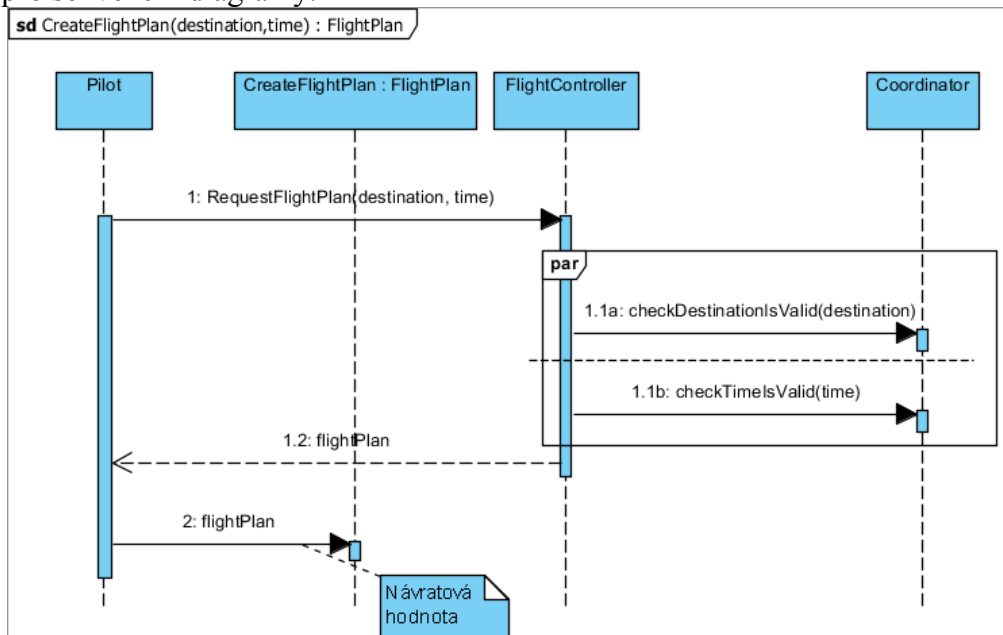 sd CreateFlightPlan(destination,time) : FlightPlan
Pilot
CreateFlightPlan : FlightPlan
FlightController
Coordinator
1: RequestFlightPlan(destination, time)
par
1.1a: checkDestinationIsValid(destination)
1.1b: checkTimeIsValid(time)
1.2: flightPlan
2: flightPlan
Návratová
hodnota